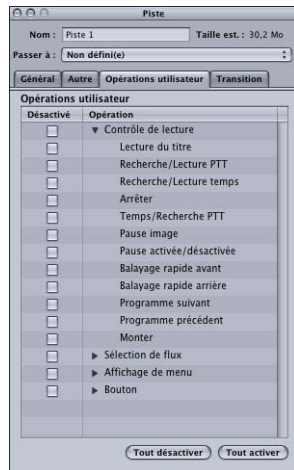 Piste
Nom : Piste 1 Taille est. : 30,2 Mo
Passer à : Non défini(e)
Général Autre Opérations utilisateur Transition
Opérations utilisateur
Désactivé Opération
Contrôle de lecture
Lecture du titre
Recherche/Lecture PTT
Recherche/Lecture temps
Arrêter
Temps/Recherche PTT
Pause image
Pause activée/désactivée
Balayage rapide avant
Balayage rapide arrière
Programme suivant
Programme précédent
Monter
Sélection de flux
Affichage de menu
Bouton
Tout désactiver Tout activer